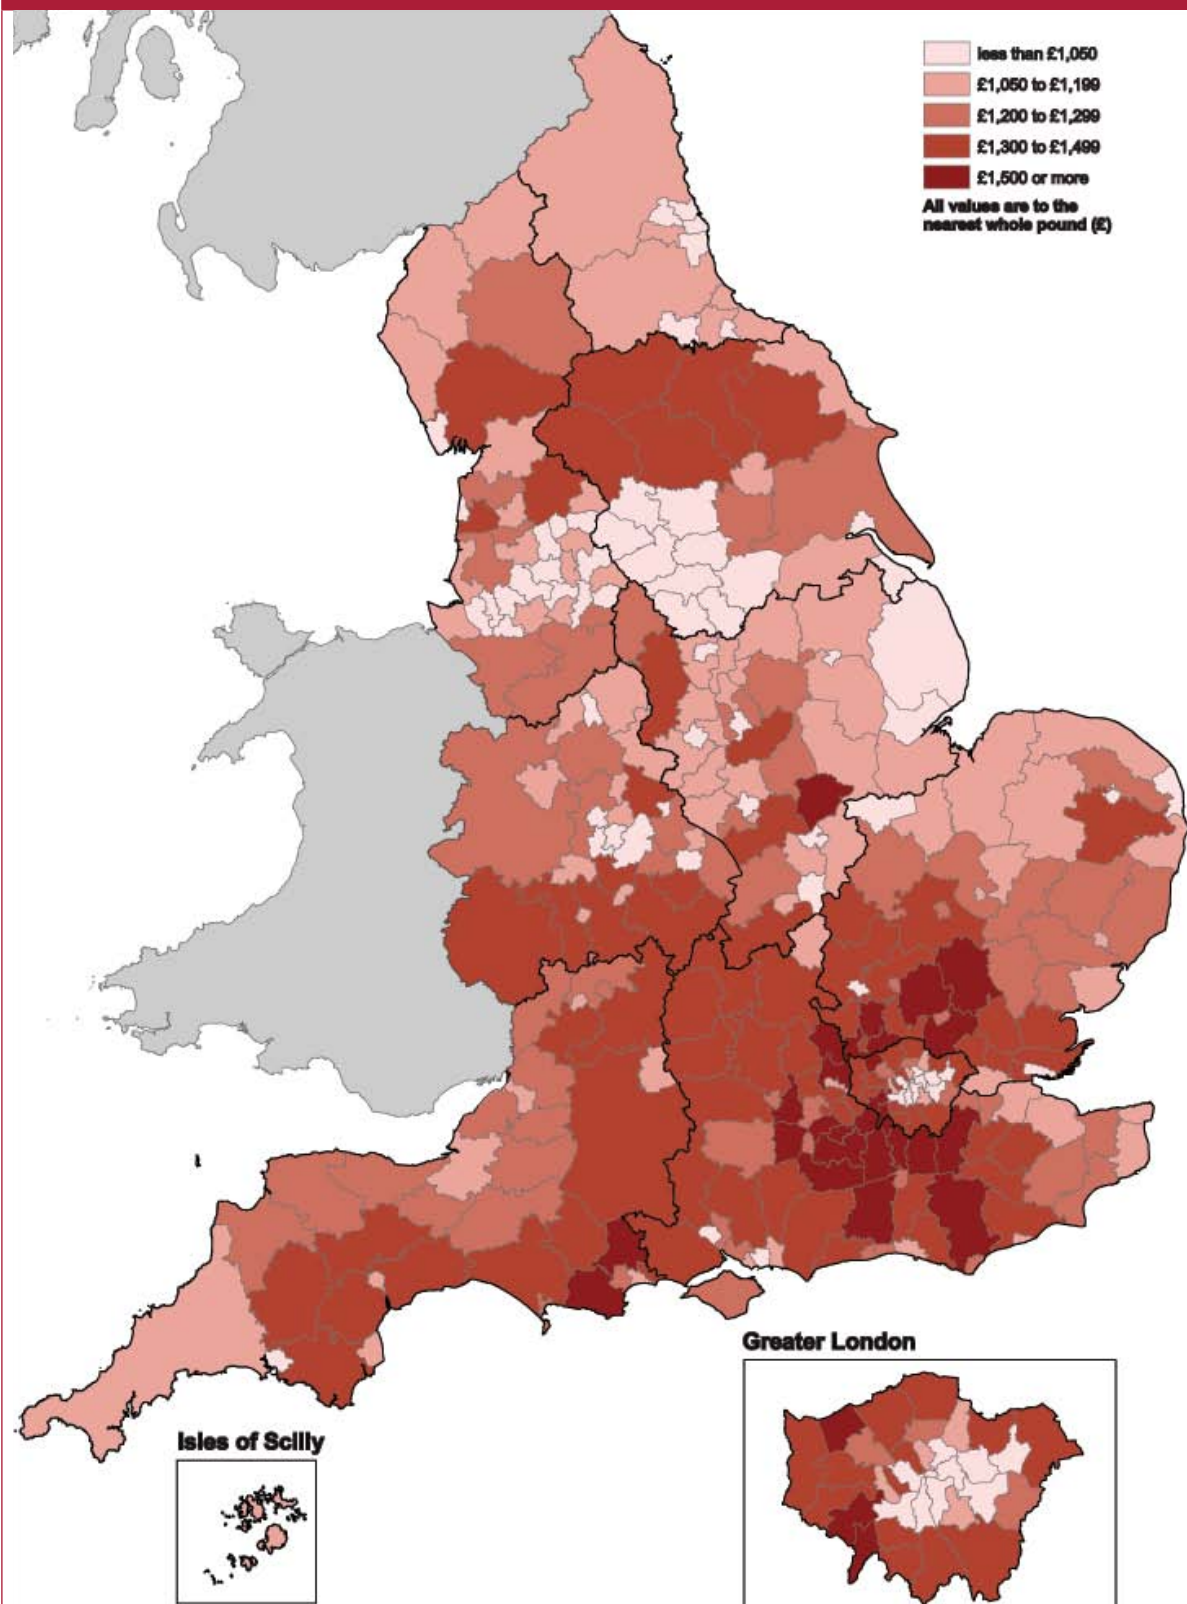 less than £1,050
£1,050 to £1,199
£1,200 to £1,299
£1,300 to £1,499
£1,500 or more
All values are to the
nearest whole pound (£)
Greater London
Isles of Scilly